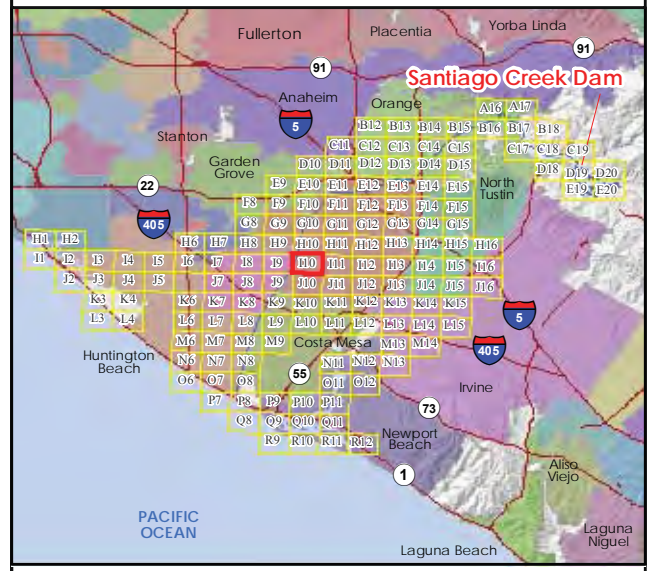 Fullerton
Placentia
Yorba Linda
91
91
Santiago Creek Dam
Anaheim
Orange
A16 A17
5
B12 B13 B14 B15 B16 B17 B18
Stanton
C11 C12 C13 C14 C15 C17 C18 C19
Garden
Grove
D10 D11 D12 D13 D14 D15 D18 D19 D20
22
E9 E10 E11 E12 E13 E14 E15 E19 E20
North
Tustin
F8 F9 F10 F11 F12 F13 F14 F15
405
G8 G9 G10 G11 G12 G13 G14 G15
H1 H2 H6 H7 H8 H9 H10 H11 H12 H13 H14 H15 H16
I1 I2 I3 I4 I5 I6 I7 I8 I9 I10 I11 I12 I13 I14 I15 I16
J2 J3 J4 J5 J7 J8 J9 J10 J11 J12 J13 J14 J15 J16
K3 K4 K6 K7 K8 K9 K10 K11 K12 K13 K14 K15
5
L3 L4 L6 L7 L8 L9 L10 L11 L12 L13 L14 L15
M6 M7 M8 M9 Costa Mesa M13 M14
405
Huntington
Beach
N6 N7 N8 N11 N12 N13
55
O6 O7 O8 O11 O12
Irvine
P7 P8 P9 P10 P11
73
Q8 Q9 Q10 Q11
Newport
Beach
R9 R10 R11 R12
1
Aliso
Viejo
PACIFIC
OCEAN
Laguna
Niguel
Laguna Beach